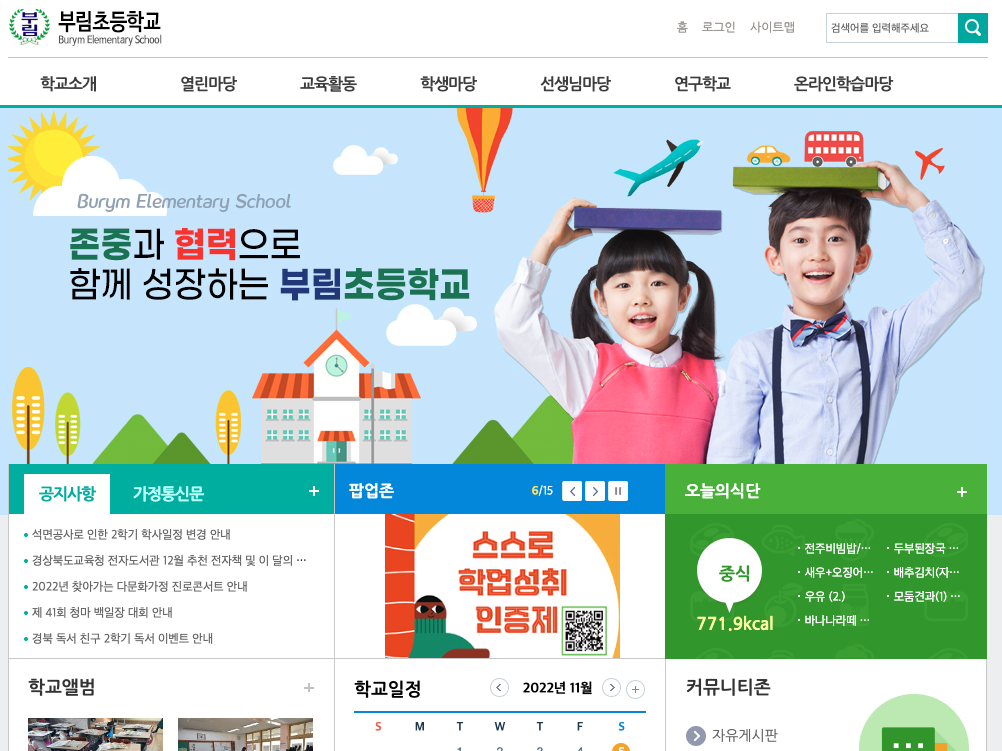 부림
부림초등학교
Burym Elementary School
홈 로그인 사이트맵
검색어를 입력해주세요
학교소개 열린마당 교육활동 학생마당 선생님마당 연구학교 온라인학습마당
Burym Elementary School
존중과 협력으로
함께 성장하는 부림초등학교
공지사항 가정통신문 +
석면공사로 인한 2학기 학사일정 변경 안내
경상북도교육청 전자도서관 12월 추천 전자책 및 이 달의 ···
2022년 찾아가는 다문화가정 진로콘서트 안내
제 41회 청마 백일장 대회 안내
경북 독서 친구 2학기 독서 이벤트 안내
팝업존 6/15
스스로
학업성취
인증제
오늘의식단 +
중식
771.9kcal
전주비빔밥/···
새우+오징어···
우유 (2.)
바나나라떼 ···
두부된장국 ···
배추김치(자···
모둠견과(1) ···
학교앨범 +
학교일정 2022년 11월 +
S M T W T F S
1 2 3 4 5
커뮤니티존
자유게시판